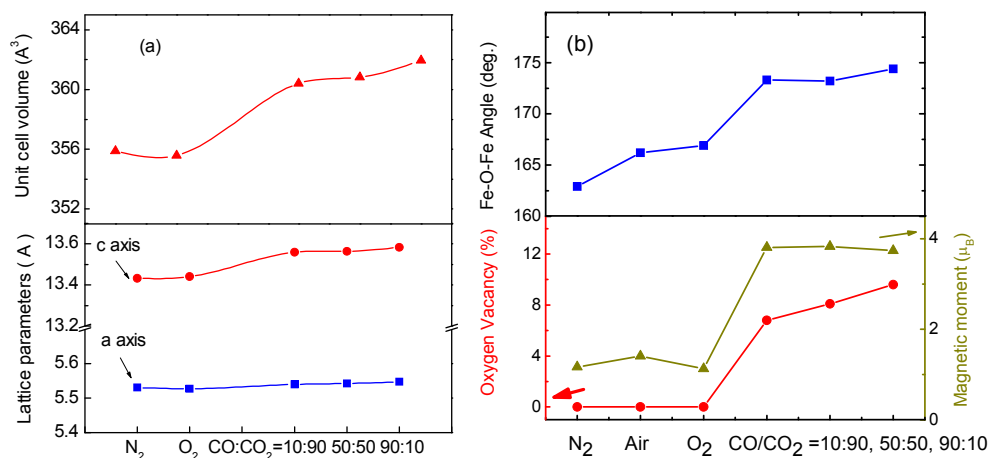 (a)
Unit cell volume (A³)
364
360
356
352
c axis
a axis
Lattice parameters ( A)
13.6
13.2
5.6
5.5
5.4
N₂ O₂ CO:CO₂=10:90 50:50 90:10
(b)
Fe-O-Fe Angle (deg.)
175
170
165
160
Oxygen Vacancy (%)
12
8
4
0
Magnetic moment (μ_B)
4
2
0
N₂ Air O₂ CO/CO₂ =10:90, 50:50, 90:10